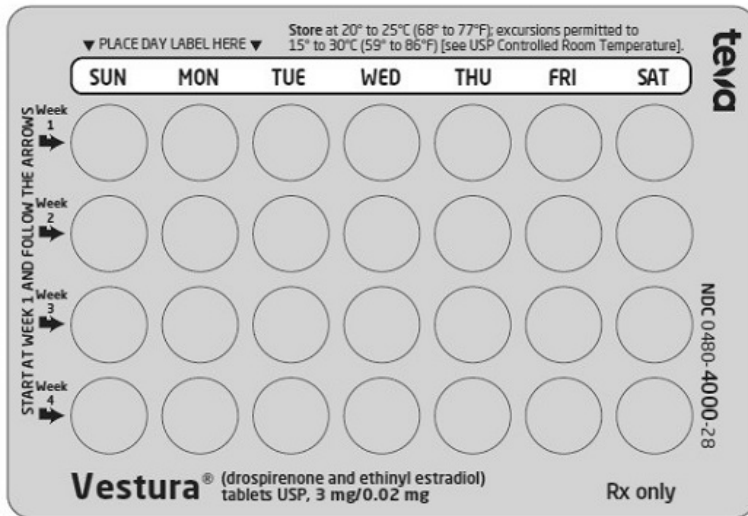 ▼ PLACE DAY LABEL HERE ▼
Store at 20° to 25°C (68° to 77°F); excursions permitted to
15° to 30°C (59° to 86°F) [see USP Controlled Room Temperature].
teva
SUN MON TUE WED THU FRI SAT
START AT WEEK 1 AND FOLLOW THE ARROWS
Week
1
Week
2
Week
3
Week
4
NDC 0480-4000-28
Vestura® (drospirenone and ethinyl estradiol)
tablets USP, 3 mg/0.02 mg
Rx only